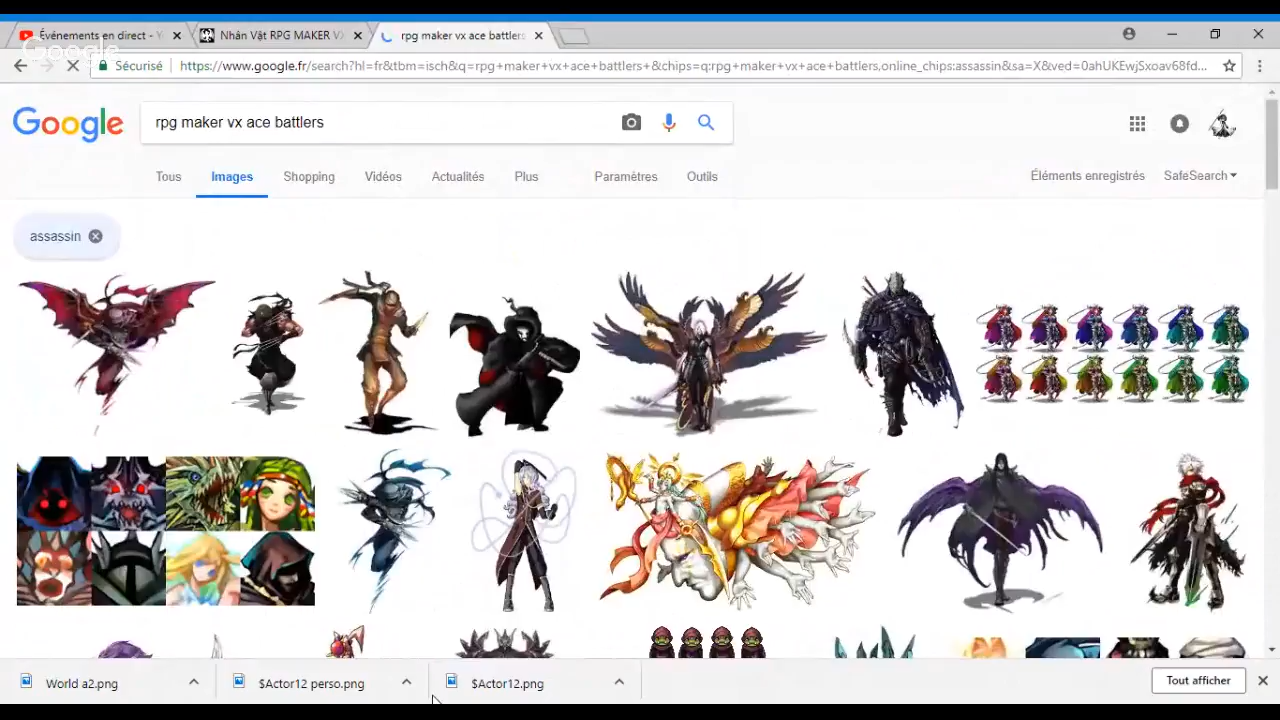 Événements en direct - Y
Nhân Vật RPG MAKER VX
rpg maker vx ace battlers
Google
Sécurisé
https://www.google.fr/search?hl=fr&tbm=isch&q=rpg+maker+vx+ace+battlers+&chips=q:rpg+maker+vx+ace+battlers,online_chips:assassin&sa=X&ved=0ahUKEwjSxoav68fd...
Google
rpg maker vx ace battlers
Tous
Images
Shopping
Vidéos
Actualités
Plus
Paramètres
Outils
Éléments enregistrés
SafeSearch
assassin
World a2.png
$Actor12 perso.png
$Actor12.png
Tout afficher